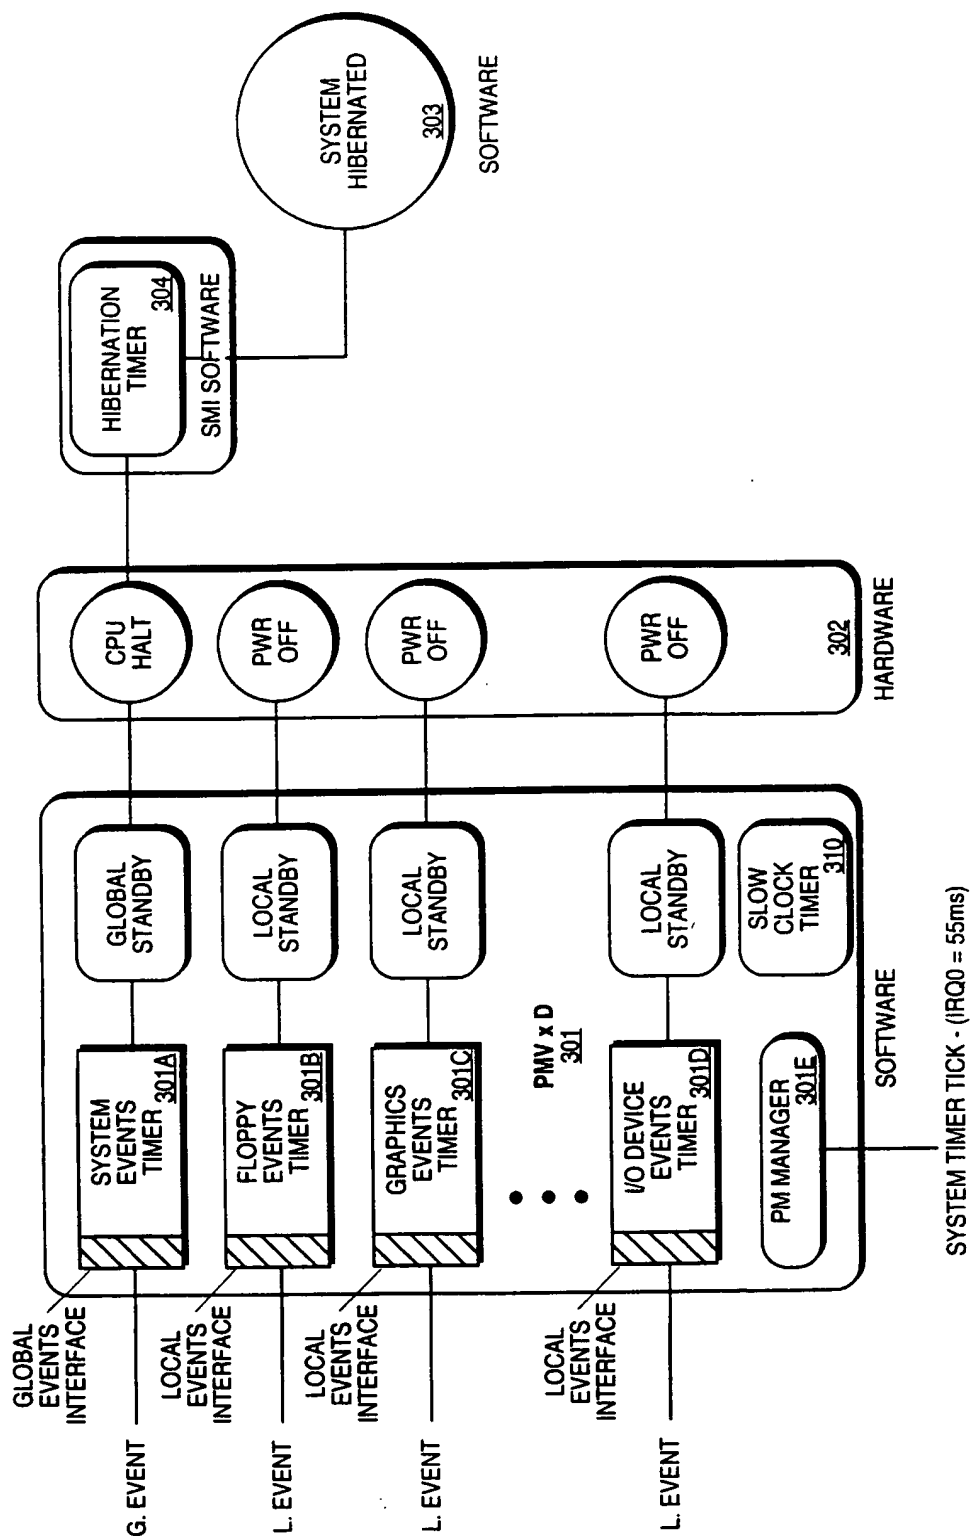 G. EVENT
GLOBAL
EVENTS
INTERFACE
SYSTEM
EVENTS
TIMER
301A
GLOBAL
STANDBY
CPU
HALT
HIBERNATION
TIMER
304
SMI SOFTWARE
SYSTEM
HIBERNATED
303
SOFTWARE
L. EVENT
LOCAL
EVENTS
INTERFACE
FLOPPY
EVENTS
TIMER
301B
LOCAL
STANDBY
PWR
OFF
L. EVENT
LOCAL
EVENTS
INTERFACE
GRAPHICS
EVENTS
TIMER
301C
LOCAL
STANDBY
PWR
OFF
PMV x D
301
L. EVENT
LOCAL
EVENTS
INTERFACE
I/O DEVICE
EVENTS
TIMER
301D
LOCAL
STANDBY
PWR
OFF
PM MANAGER
301E
SLOW
CLOCK
TIMER
310
302
SOFTWARE
HARDWARE
SYSTEM TIMER TICK - (IRQ0 = 55ms)